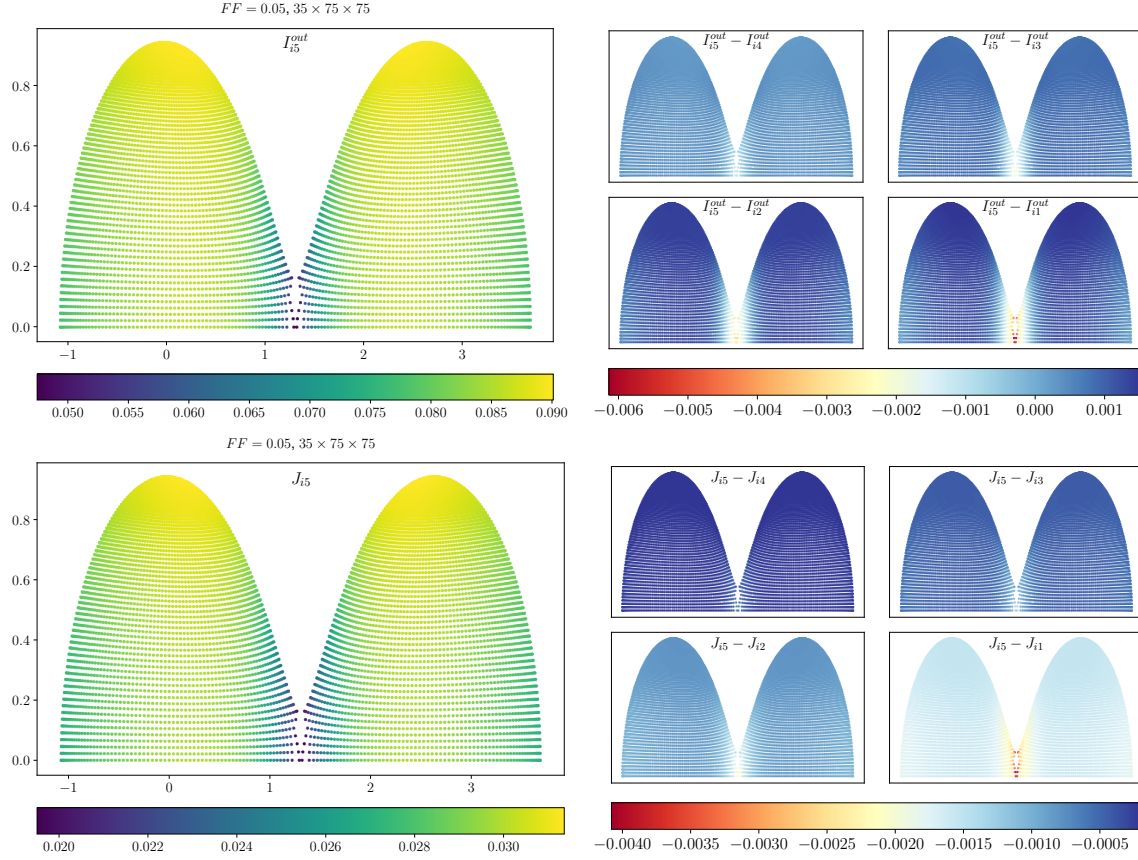 FF = 0.05, 35 × 75 × 75
I_{i5}^{out}
0.8
0.6
0.4
0.2
0.0
−1 0 1 2 3
0.050 0.055 0.060 0.065 0.070 0.075 0.080 0.085 0.090
I_{i5}^{out} − I_{i4}^{out}
I_{i5}^{out} − I_{i3}^{out}
I_{i5}^{out} − I_{i2}^{out}
I_{i5}^{out} − I_{i1}^{out}
−0.006 −0.005 −0.004 −0.003 −0.002 −0.001 0.000 0.001
FF = 0.05, 35 × 75 × 75
J_{i5}
0.8
0.6
0.4
0.2
0.0
−1 0 1 2 3
0.020 0.022 0.024 0.026 0.028 0.030
J_{i5} − J_{i4}
J_{i5} − J_{i3}
J_{i5} − J_{i2}
J_{i5} − J_{i1}
−0.0040 −0.0035 −0.0030 −0.0025 −0.0020 −0.0015 −0.0010 −0.0005